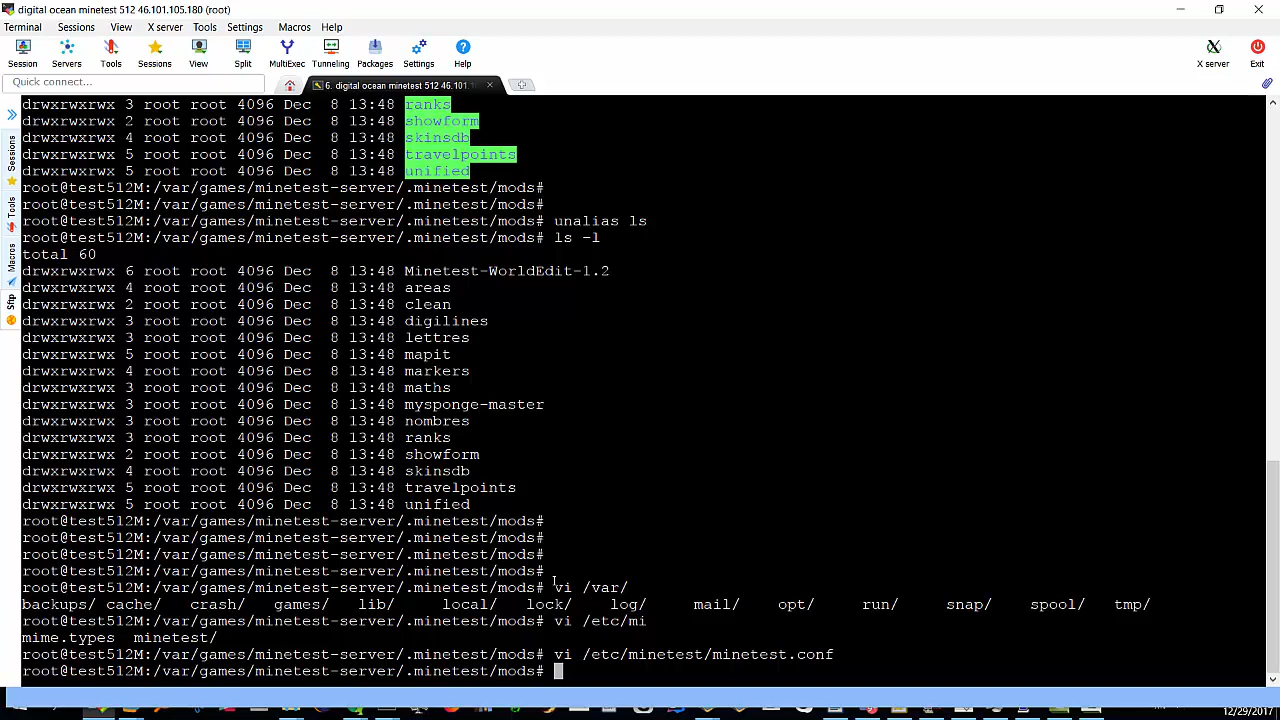 digital ocean minetest 512 46.101.105.180 (root)
Terminal Sessions View X server Tools Settings Macros Help
Session Servers Tools Sessions View Split MultiExec Tunneling Packages Settings Help X server Exit
Quick connect...
6. digital ocean minetest 512 46.101.
Sessions
Tools
Macros
Sftp
drwxrwxrwx 3 root root 4096 Dec  8 13:48 ranks
drwxrwxrwx 2 root root 4096 Dec  8 13:48 showform
drwxrwxrwx 4 root root 4096 Dec  8 13:48 skinsdb
drwxrwxrwx 5 root root 4096 Dec  8 13:48 travelpoints
drwxrwxrwx 5 root root 4096 Dec  8 13:48 unified
root@test512M:/var/games/minetest-server/.minetest/mods#
root@test512M:/var/games/minetest-server/.minetest/mods#
root@test512M:/var/games/minetest-server/.minetest/mods# unalias ls
root@test512M:/var/games/minetest-server/.minetest/mods# ls -l
total 60
drwxrwxrwx 6 root root 4096 Dec  8 13:48 Minetest-WorldEdit-1.2
drwxrwxrwx 4 root root 4096 Dec  8 13:48 areas
drwxrwxrwx 2 root root 4096 Dec  8 13:48 clean
drwxrwxrwx 3 root root 4096 Dec  8 13:48 digilines
drwxrwxrwx 3 root root 4096 Dec  8 13:48 lettres
drwxrwxrwx 5 root root 4096 Dec  8 13:48 mapit
drwxrwxrwx 4 root root 4096 Dec  8 13:48 markers
drwxrwxrwx 3 root root 4096 Dec  8 13:48 maths
drwxrwxrwx 3 root root 4096 Dec  8 13:48 mysponge-master
drwxrwxrwx 3 root root 4096 Dec  8 13:48 nombres
drwxrwxrwx 3 root root 4096 Dec  8 13:48 ranks
drwxrwxrwx 2 root root 4096 Dec  8 13:48 showform
drwxrwxrwx 4 root root 4096 Dec  8 13:48 skinsdb
drwxrwxrwx 5 root root 4096 Dec  8 13:48 travelpoints
drwxrwxrwx 5 root root 4096 Dec  8 13:48 unified
root@test512M:/var/games/minetest-server/.minetest/mods#
root@test512M:/var/games/minetest-server/.minetest/mods#
root@test512M:/var/games/minetest-server/.minetest/mods#
root@test512M:/var/games/minetest-server/.minetest/mods#
root@test512M:/var/games/minetest-server/.minetest/mods# vi /var/
backups/ cache/ crash/ games/ lib/ local/ lock/ log/ mail/ opt/ run/ snap/ spool/ tmp/
root@test512M:/var/games/minetest-server/.minetest/mods# vi /etc/mi
mime.types minetest/
root@test512M:/var/games/minetest-server/.minetest/mods# vi /etc/minetest/minetest.conf
root@test512M:/var/games/minetest-server/.minetest/mods#
12/29/2017